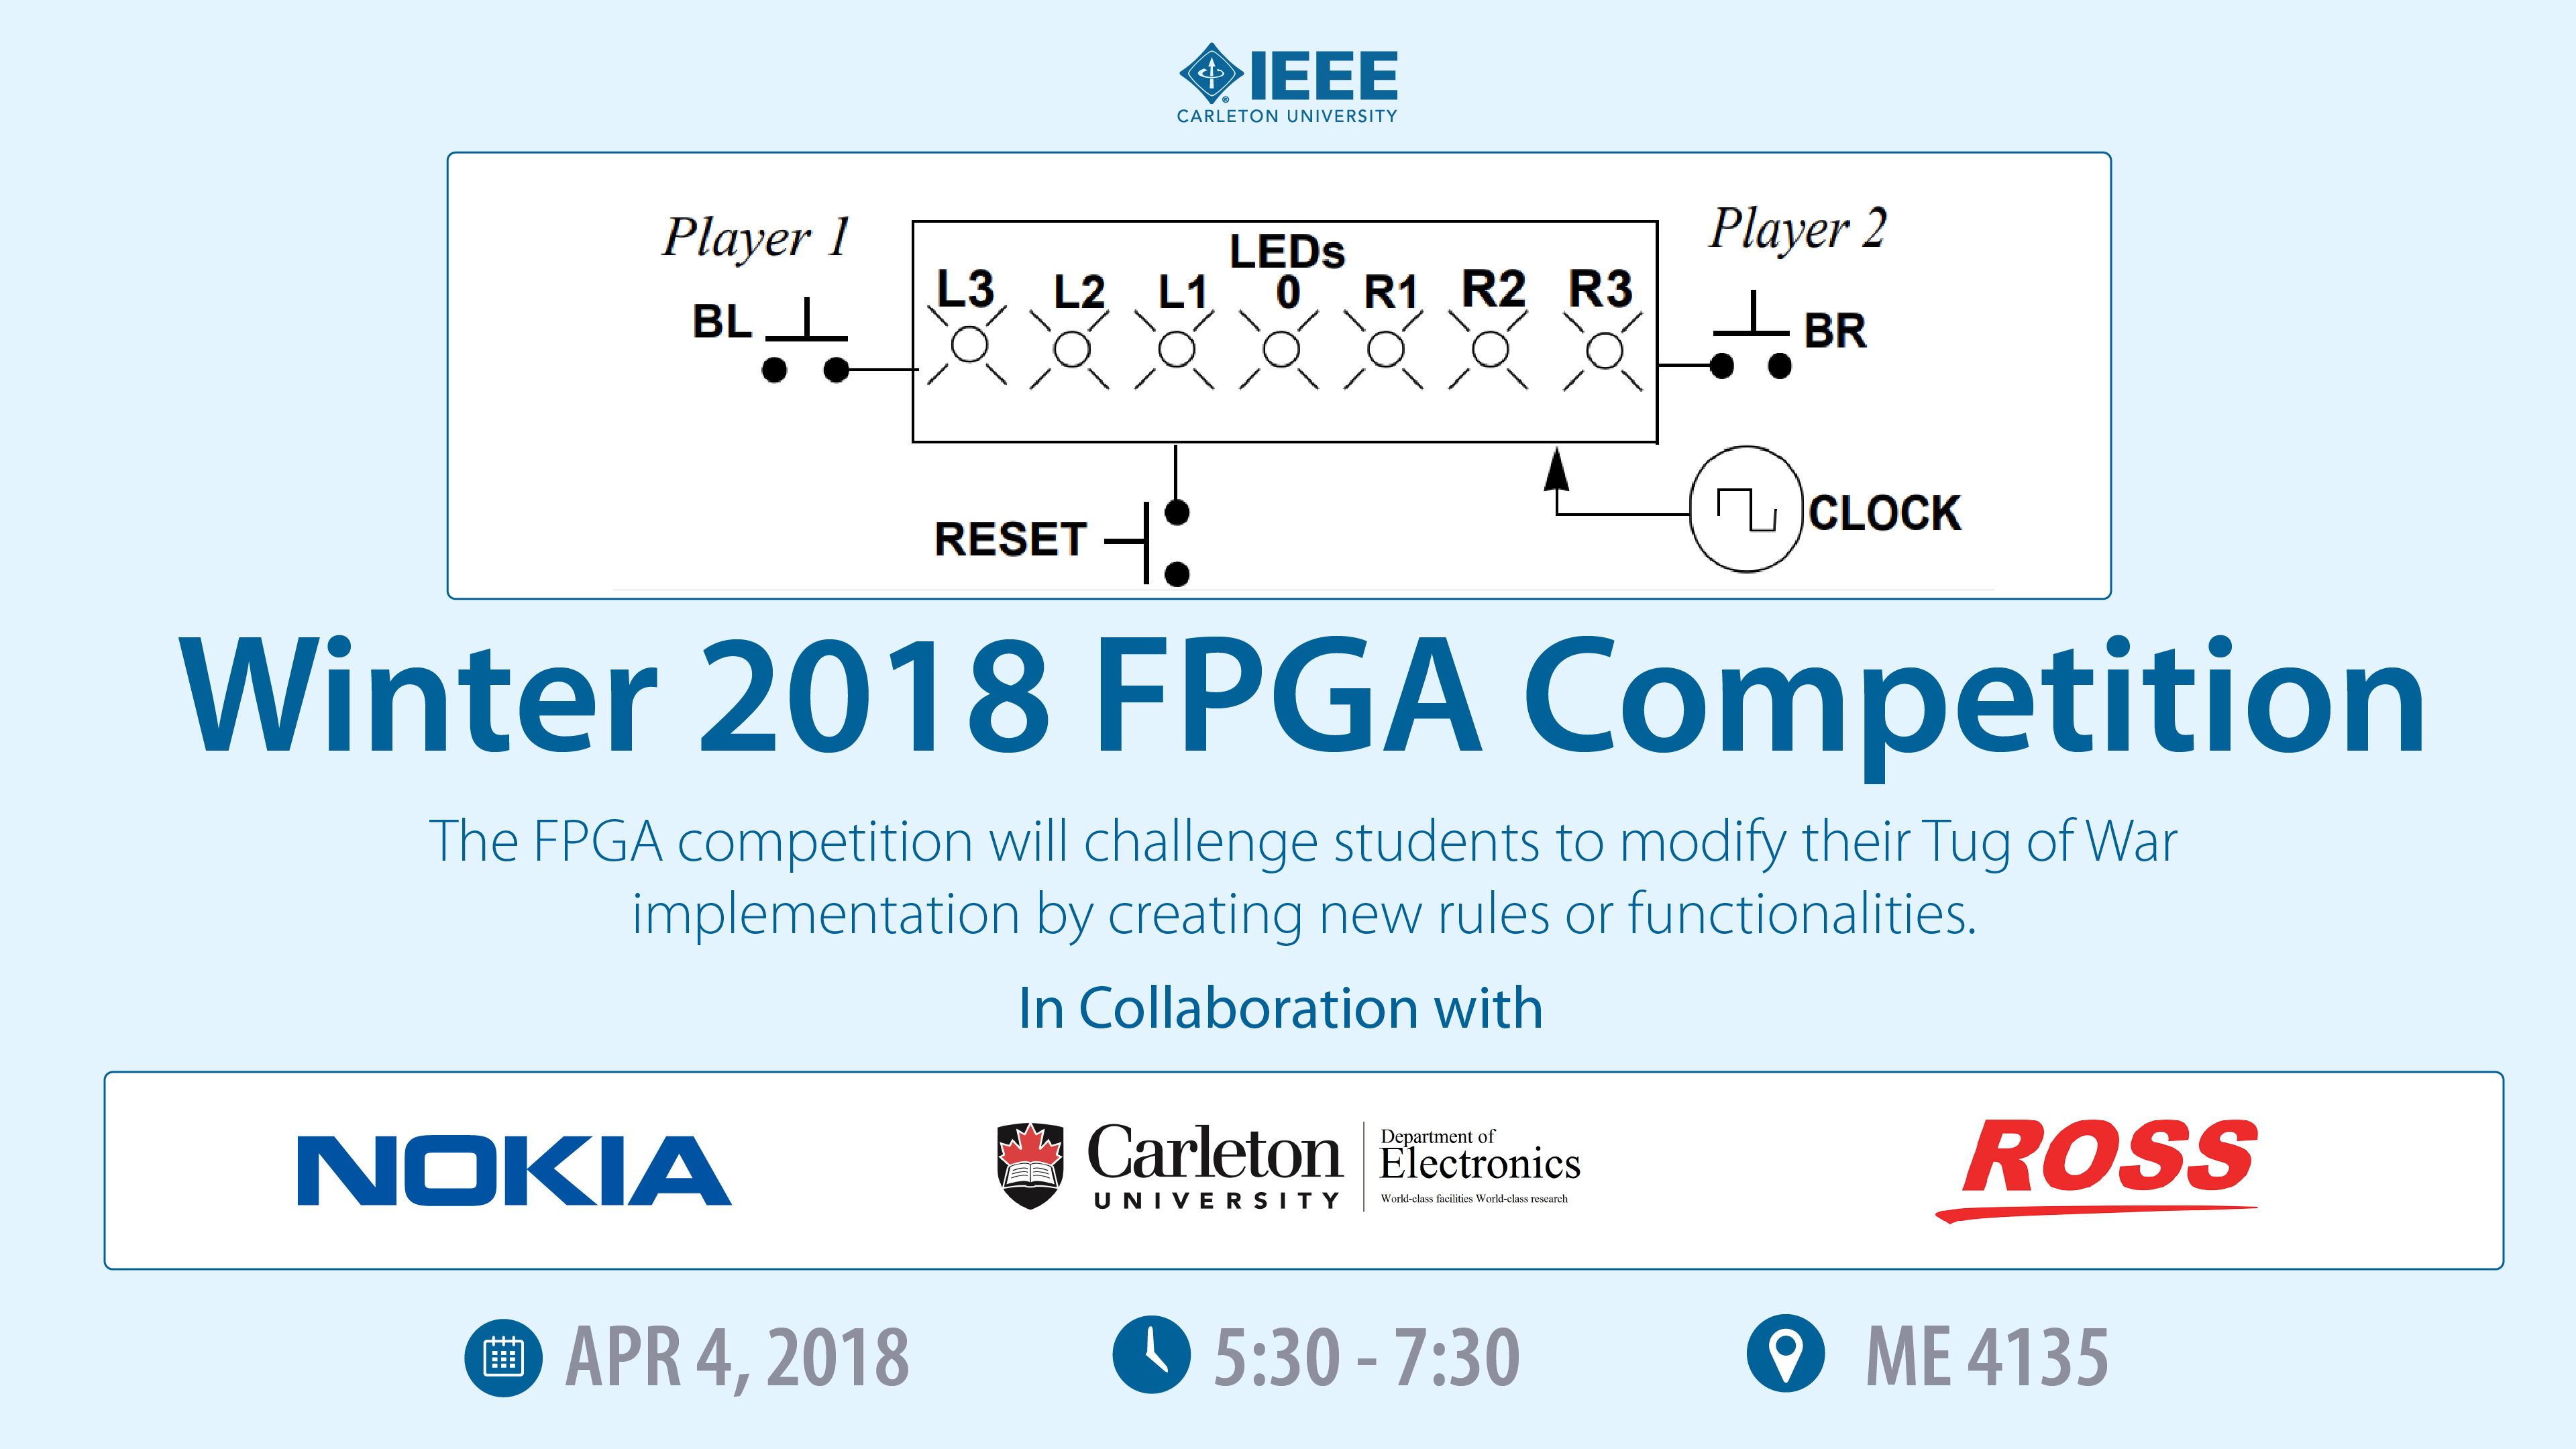 IEEE
CARLETON UNIVERSITY
Player 1
Player 2
LEDs
L3 L2 L1 0 R1 R2 R3
BL
BR
RESET
CLOCK
Winter 2018 FPGA Competition
The FPGA competition will challenge students to modify their Tug of War
implementation by creating new rules or functionalities.
In Collaboration with
NOKIA
Carleton
UNIVERSITY
Department of
Electronics
World-class facilities World-class research
ROSS
APR 4, 2018
5:30 - 7:30
ME 4135